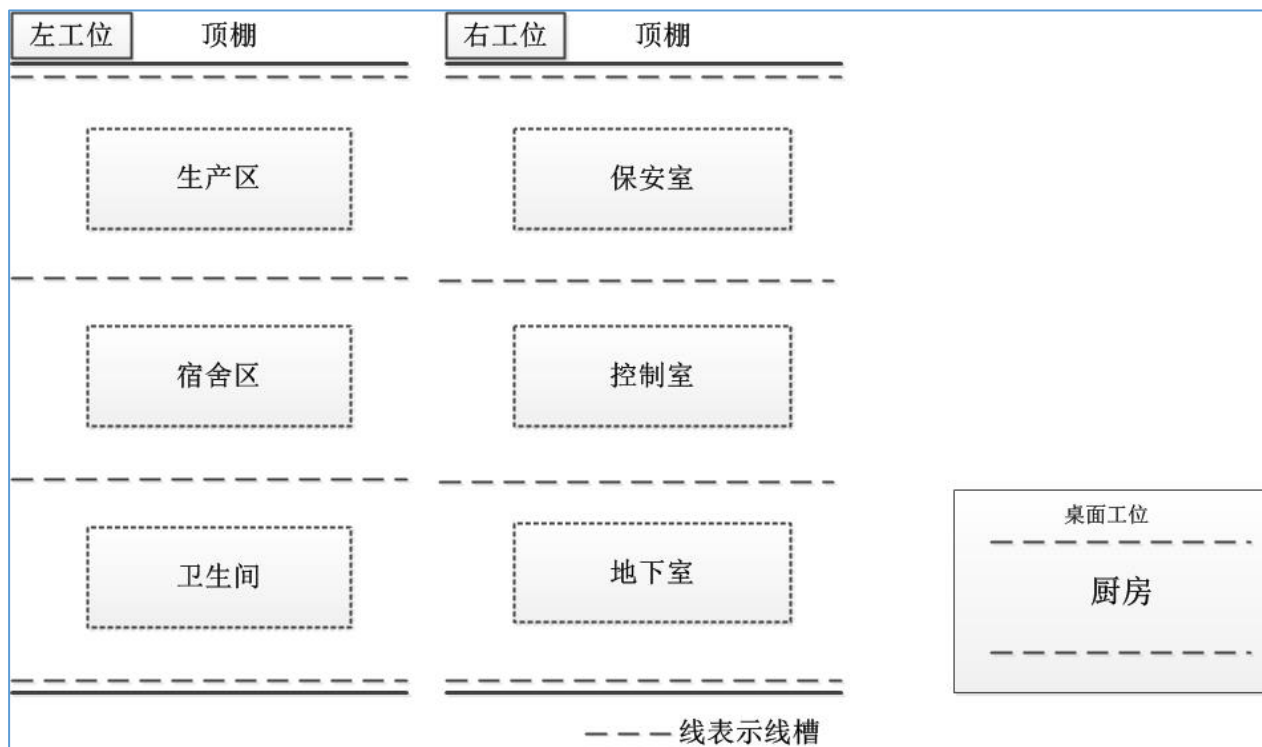 左工位 顶棚 右工位 顶棚
生产区 保安室
宿舍区 控制室
桌面工位
卫生间 地下室 厨房
线表示线槽